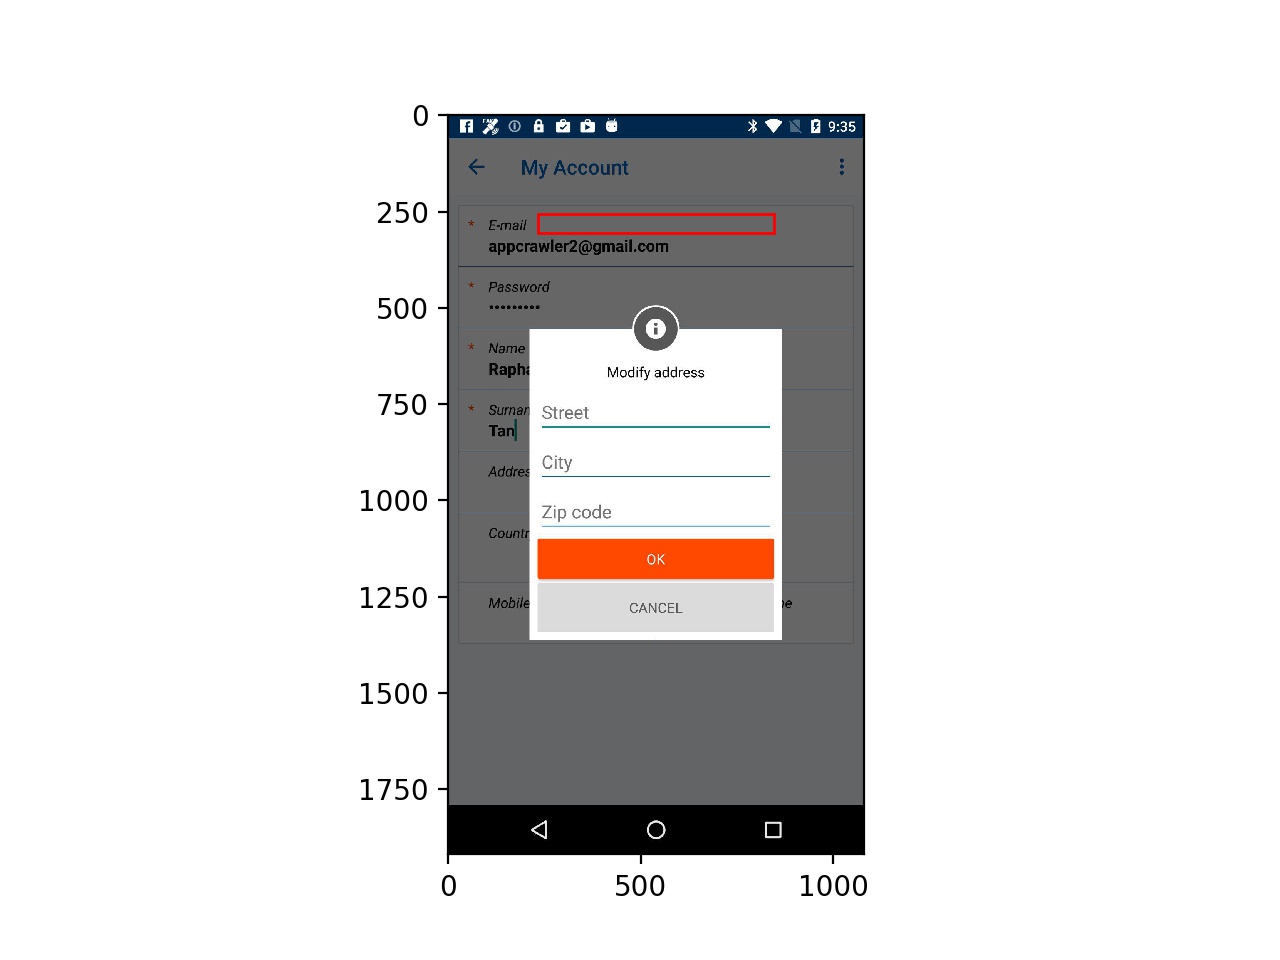 0
250
500
750
1000
1250
1500
1750
0
500
1000
9:35
My Account
* E-mail
appcrawler2@gmail.com
* Password
•••••••••
* Name
Rapha
* Surnan
Tan
Addres
Countr
Mobile
ne
Modify address
Street
City
Zip code
OK
CANCEL